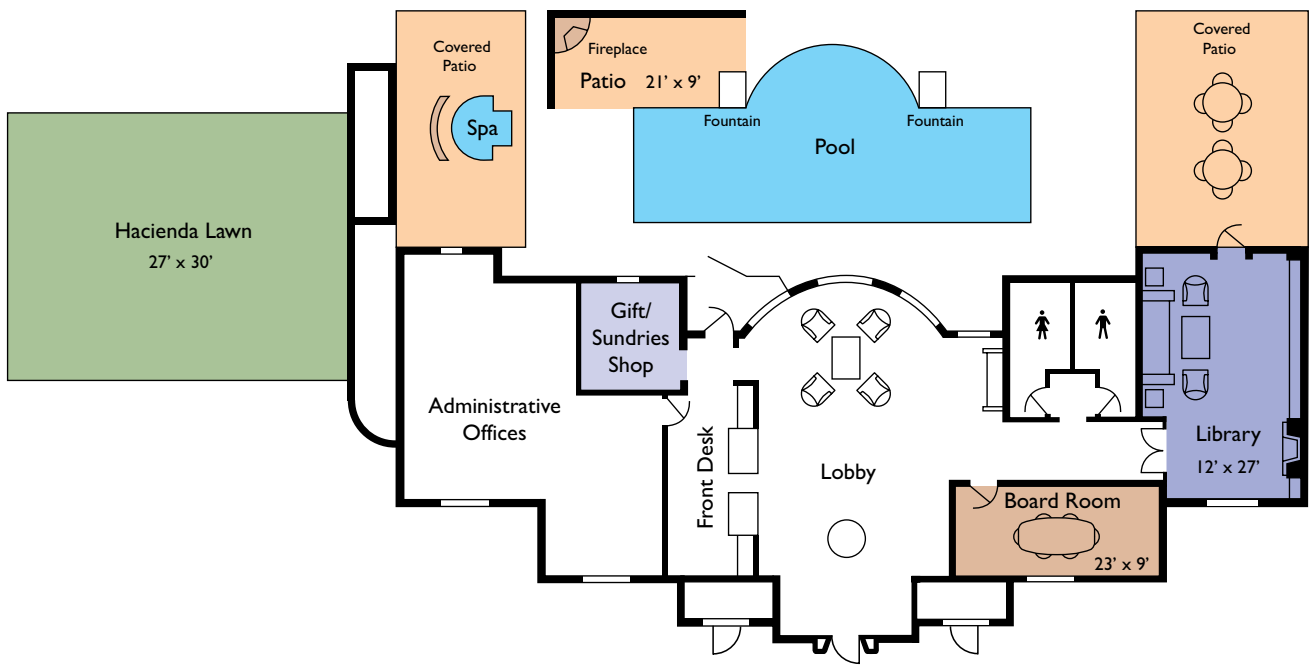 Covered
Patio
Spa
Fireplace
Patio 21’ x 9’
Fountain
Fountain
Pool
Covered
Patio
Hacienda Lawn
27’ x 30’
Gift/
Sundries
Shop
Administrative
Offices
Front Desk
Lobby
Library
12’ x 27’
Board Room
23’ x 9’